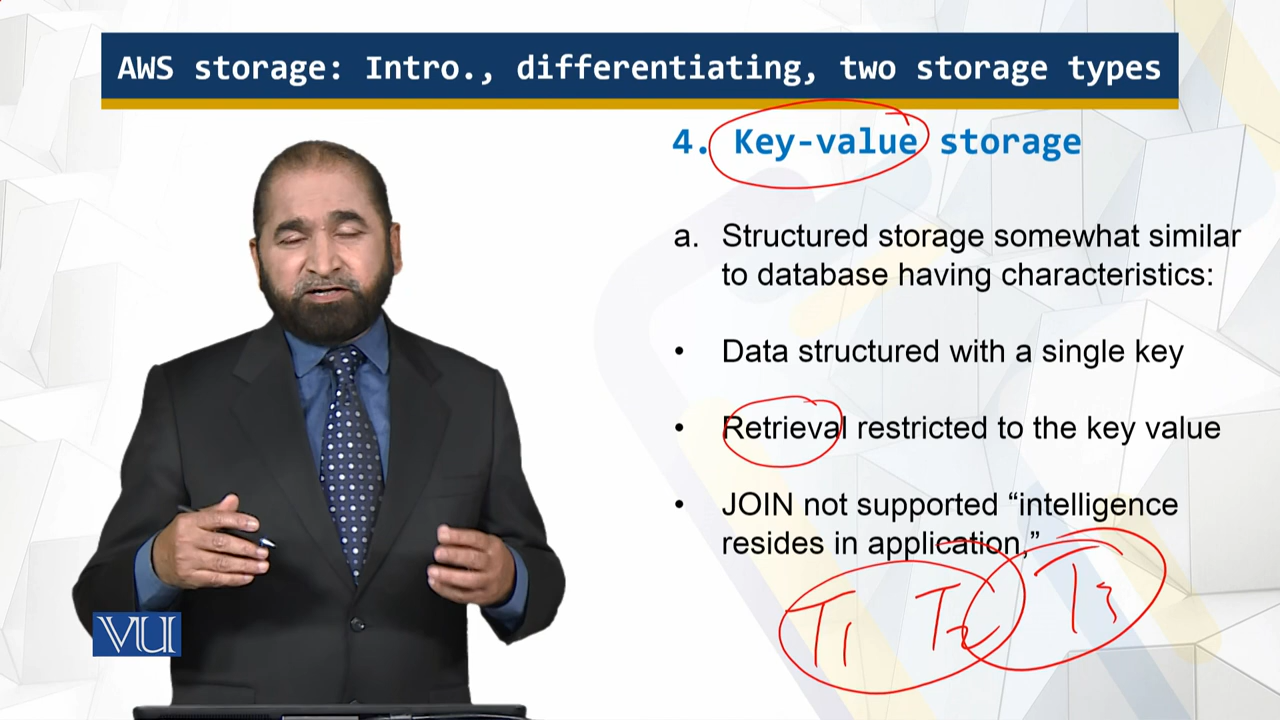 AWS storage: Intro., differentiating, two storage types
4. Key-value storage
a. Structured storage somewhat similar
to database having characteristics:
• Data structured with a single key
• Retrieval restricted to the key value
• JOIN not supported “intelligence
resides in application,”
T1 T2 T3
VU